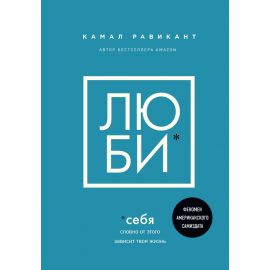 КАМАЛ РАВИКАНТ
АВТОР БЕСТСЕЛЛЕРА AMAZON
ЛЮ
БИ*
*себя
СЛОВНО ОТ ЭТОГО
ЗАВИСИТ ТВОЯ ЖИЗНЬ
ФЕНОМЕН
АМЕРИКАНСКОГО
САМИЗДАТА